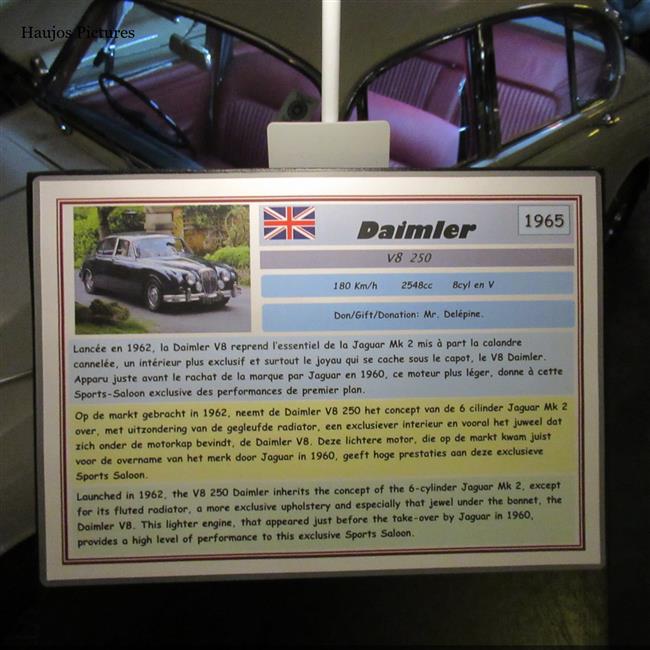 Haujos Pictures
Daimler
1965
V8 250
180 Km/h 2548cc 8cyl en V
Don/Gift/Donation: Mr. Delépine.
Lancée en 1962, la Daimler V8 reprend l'essentiel de la Jaguar Mk 2 mis à part la calandre
cannelée, un intérieur plus exclusif et surtout le joyau qui se cache sous le capot, le V8 Daimler.
Apparu juste avant le rachat de la marque par Jaguar en 1960, ce moteur plus léger, donne à cette
Sports-Saloon exclusive des performances de premier plan.
Op de markt gebracht in 1962, neemt de Daimler V8 250 het concept van de 6 cilinder Jaguar Mk 2
over, met uitzondering van de gegleufde radiator, een exclusiever interieur en vooral het juweel dat
zich onder de motorkap bevindt, de Daimler V8. Deze lichtere motor, die op de markt kwam juist
voor de overname van het merk door Jaguar in 1960, geeft hoge prestaties aan deze exclusieve
Sports Saloon.
Launched in 1962, the V8 250 Daimler inherits the concept of the 6-cylinder Jaguar Mk 2, except
for its fluted radiator, a more exclusive upholstery and especially that jewel under the bonnet, the
Daimler V8. This lighter engine, that appeared just before the take-over by Jaguar in 1960,
provides a high level of performance to this exclusive Sports Saloon.